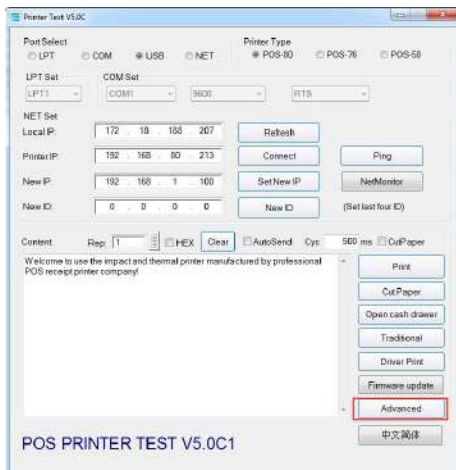 Printer Test V5.0C
Port Select
LPT COM USB NET
Printer Type
POS-80 POS-76 POS-58
LPT Set
LPT1
COM Set
COM1 9600 RTS
NET Set
Local IP: 172 . 18 . 188 . 207 Refresh
Printer IP: 192 . 168 . 80 . 213 Connect Ping
New IP: 192 . 168 . 1 . 100 Set New IP NetMonitor
New ID: 0 . 0 . 0 . 0 New ID (Set last four ID)
Content Rep: 1 HEX Clear AutoSend Cyc: 500 ms CutPaper
Welcome to use the impact and thermal printer manufactured by professional
POS receipt printer company!
Print
Cut Paper
Open cash drawer
Traditional
Driver Print
Firmware update
Advanced
中文简体
POS PRINTER TEST V5.0C1